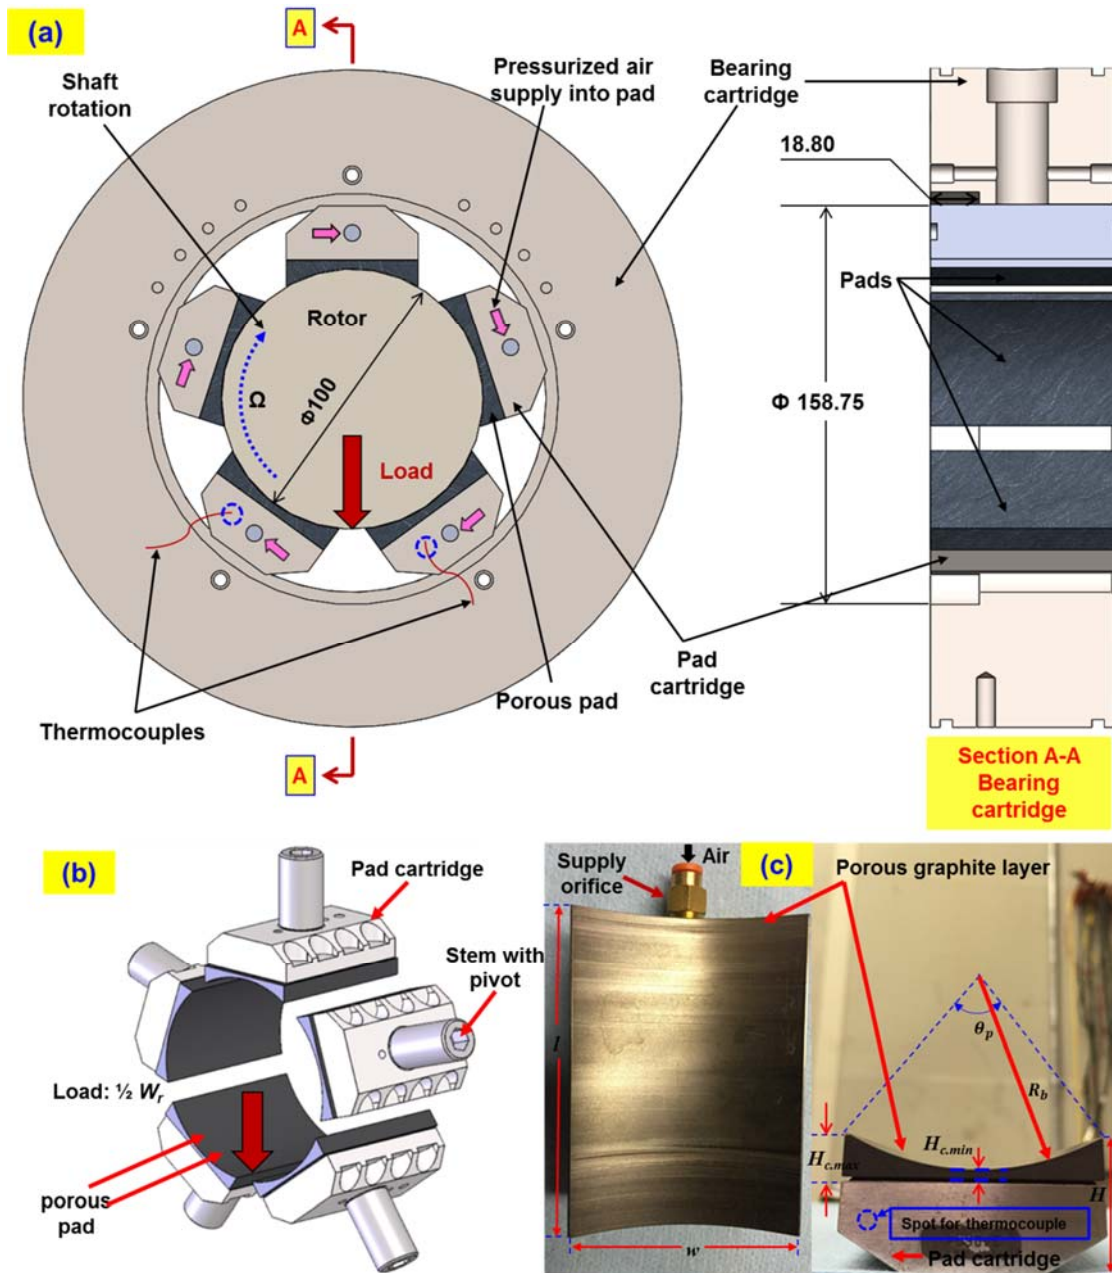 (a)
A
Shaft
rotation
Pressurized air
supply into pad
Bearing
cartridge
18.80
Rotor
Pads
Ω
Φ100
Φ 158.75
Load
Pad
cartridge
Porous pad
Thermocouples
A
Section A-A
Bearing
cartridge
(b)
Pad cartridge
Stem with
pivot
Load: ½ Wr
porous
pad
Supply
orifice
Air
(c)
Porous graphite layer
l
w
θp
Rb
Hc.max
Hc.min
H
Spot for thermocouple
Pad cartridge